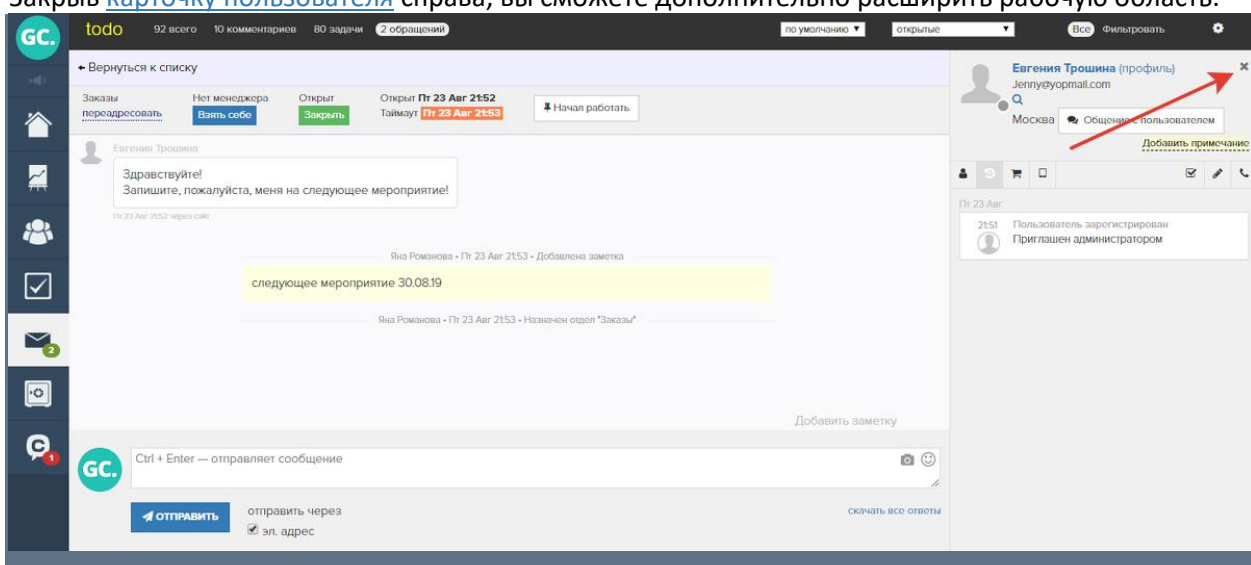 Закрыв карточку пользователя справа, вы сможете дополнительно расширить рабочую область.
GC.
todo 92 всего 10 комментариев 80 задачи 2 обращений по умолчанию открытые Все Фильтровать
Вернуться к списку
Заказы Нет менеджера Открыт Открыт Пт 23 Авг 21:52
переадресовать Взять себе Закрыть Таймаут Пт 23 Авг 21:53 Начал работать
Евгения Трошина (профиль)
Jenny@yopmail.com
Москва Общение с пользователем
Добавить примечание
Евгения Трошина
Здравствуйте!
Запишите, пожалуйста, меня на следующее мероприятие!
Пт 23 Авг 21:52 через сайт
Яна Романова • Пт 23 Авг 21:53 • Добавлена заметка
следующее мероприятие 30.08.19
Яна Романова • Пт 23 Авг 21:53 • Назначен отдел "Заказы"
Пт 23 Авг
21:51 Пользователь зарегистрирован
Приглашен администратором
2
1
Добавить заметку
GC.
Ctrl + Enter — отправляет сообщение
ОТПРАВИТЬ
отправить через
эл. адрес
скачать все ответы